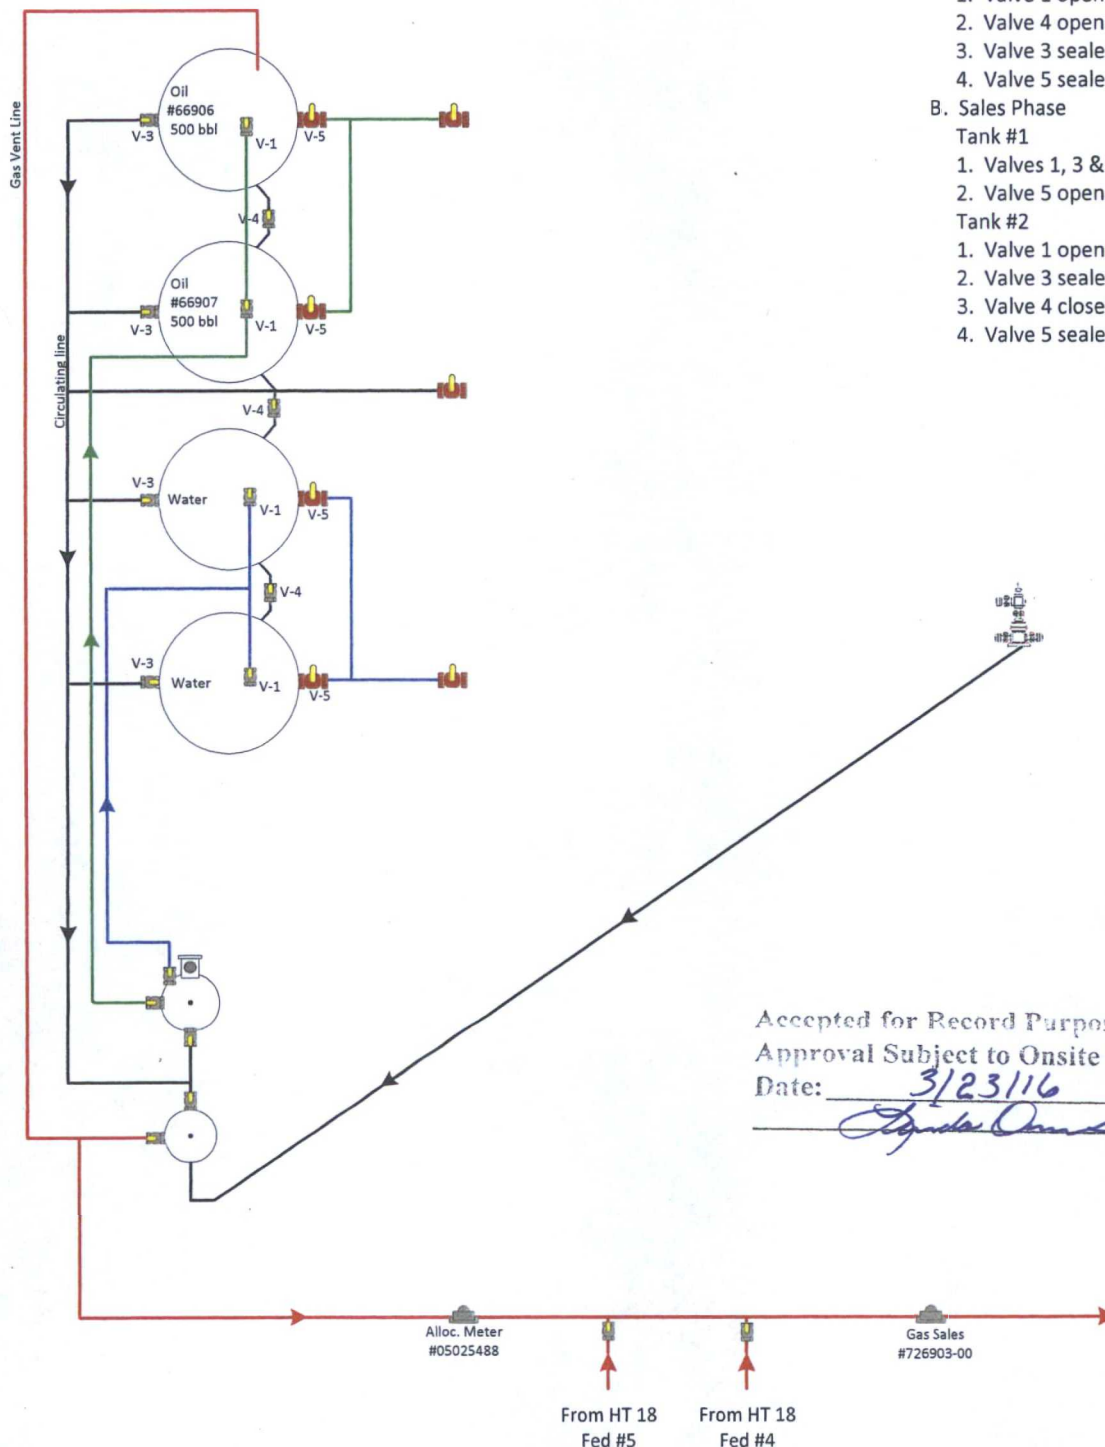 2. Valve 4 open
3. Valve 3 seale
4. Valve 5 seale
B. Sales Phase
Tank #1
1. Valves 1, 3 &
2. Valve 5 open
Tank #2
1. Valve 1 open
2. Valve 3 seale
3. Valve 4 close
4. Valve 5 seale
Gas Vent Line
Oil
#66906
500 bbl
V-3
V-1
V-5
V-4
Oil
#66907
500 bbl
V-3
V-1
V-5
Circulating line
V-4
V-3
Water
V-1
V-5
V-4
V-3
Water
V-1
V-5
Accepted for Record Purpo
Approval Subject to Onsite
Date: 3/23/16
Alloc. Meter
#05025488
Gas Sales
#726903-00
From HT 18
Fed #5
From HT 18
Fed #4